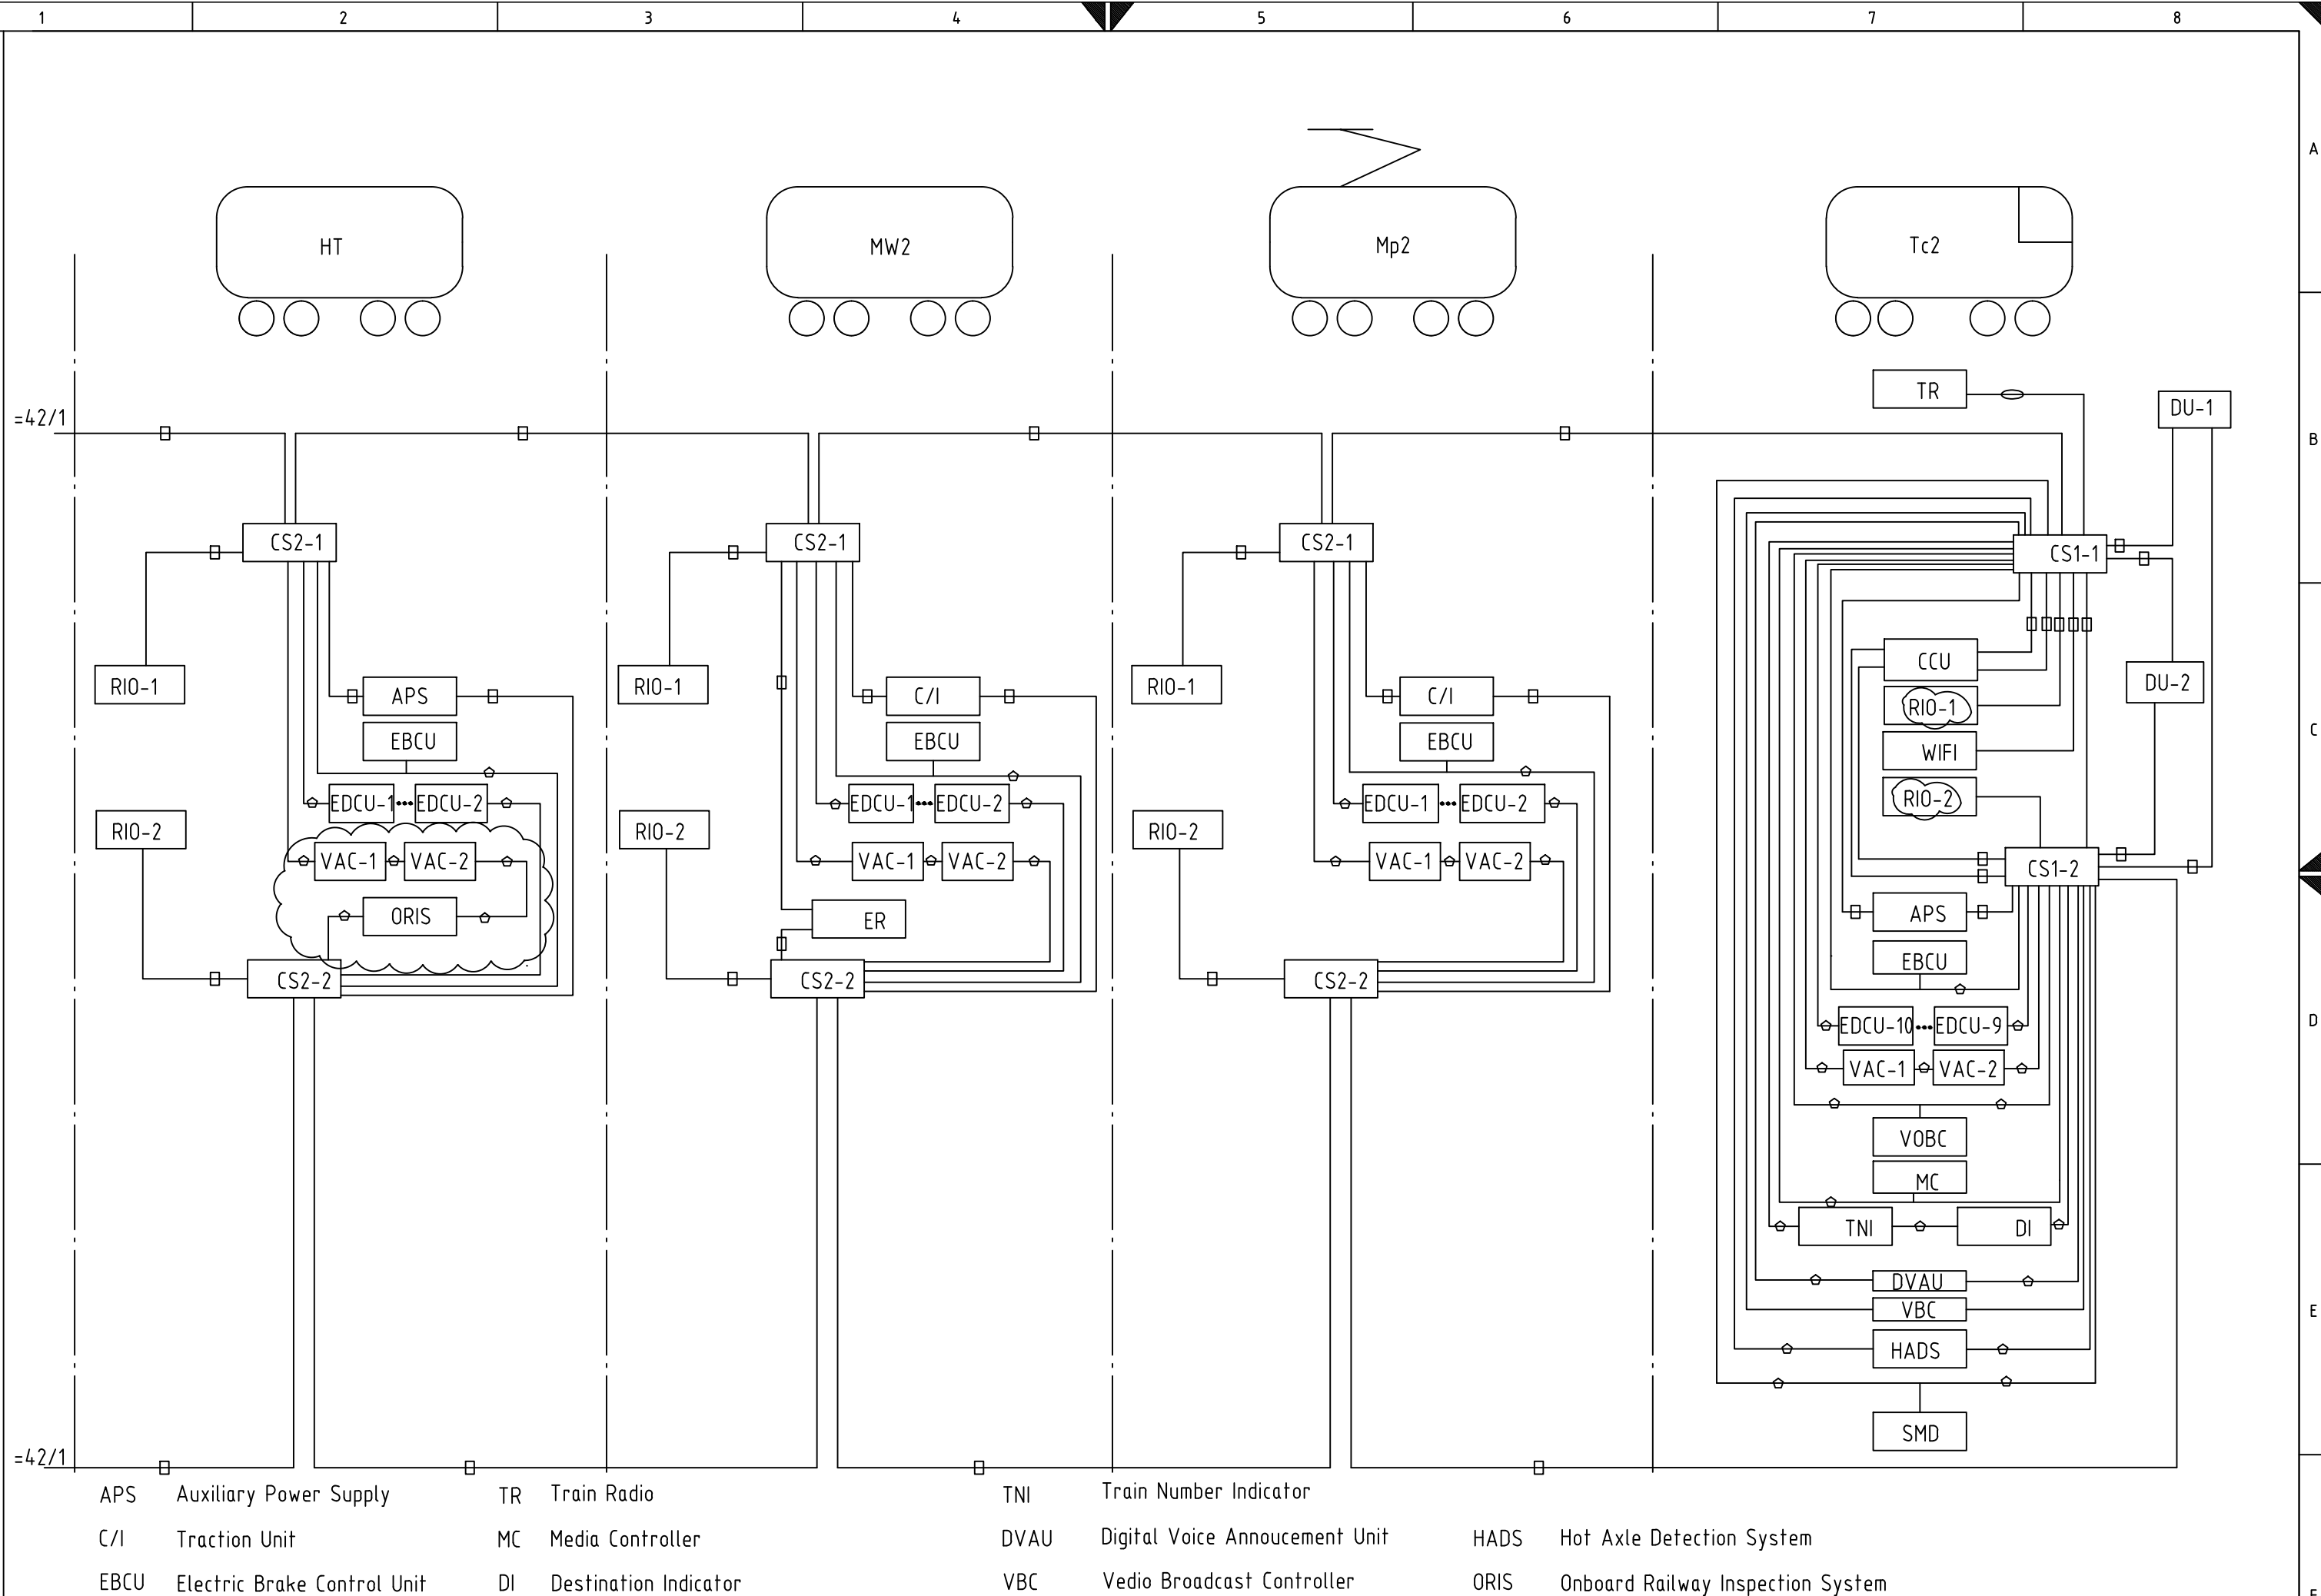 1 2 3 4 5 6 7 8
A
HT MW2 Mp2 Tc2
TR
DU-1
=42/1
B
CS2-1 CS2-1 CS2-1 CS1-1
CCU
RIO-1 APS RIO-1 C/I RIO-1 C/I DU-2
RIO-1
EBCU EBCU EBCU WIFI
C
EDCU-1 EDCU-2 EDCU-1 EDCU-2 EDCU-1 EDCU-2 RIO-2
RIO-2 RIO-2 RIO-2
VAC-1 VAC-2 VAC-1 VAC-2 VAC-1 VAC-2 CS1-2
ORIS ER APS
EBCU
CS2-2 CS2-2 CS2-2
D
EDCU-10 EDCU-9
VAC-1 VAC-2
VOBC
MC
TNI DI
DVAU
VBC
E
HADS
SMD
=42/1
APS Auxiliary Power Supply TR Train Radio TNI Train Number Indicator
C/I Traction Unit MC Media Controller DVAU Digital Voice Annoucement Unit HADS Hot Axle Detection System
EBCU Electric Brake Control Unit DI Destination Indicator VBC Vedio Broadcast Controller ORIS Onboard Railway Inspection System